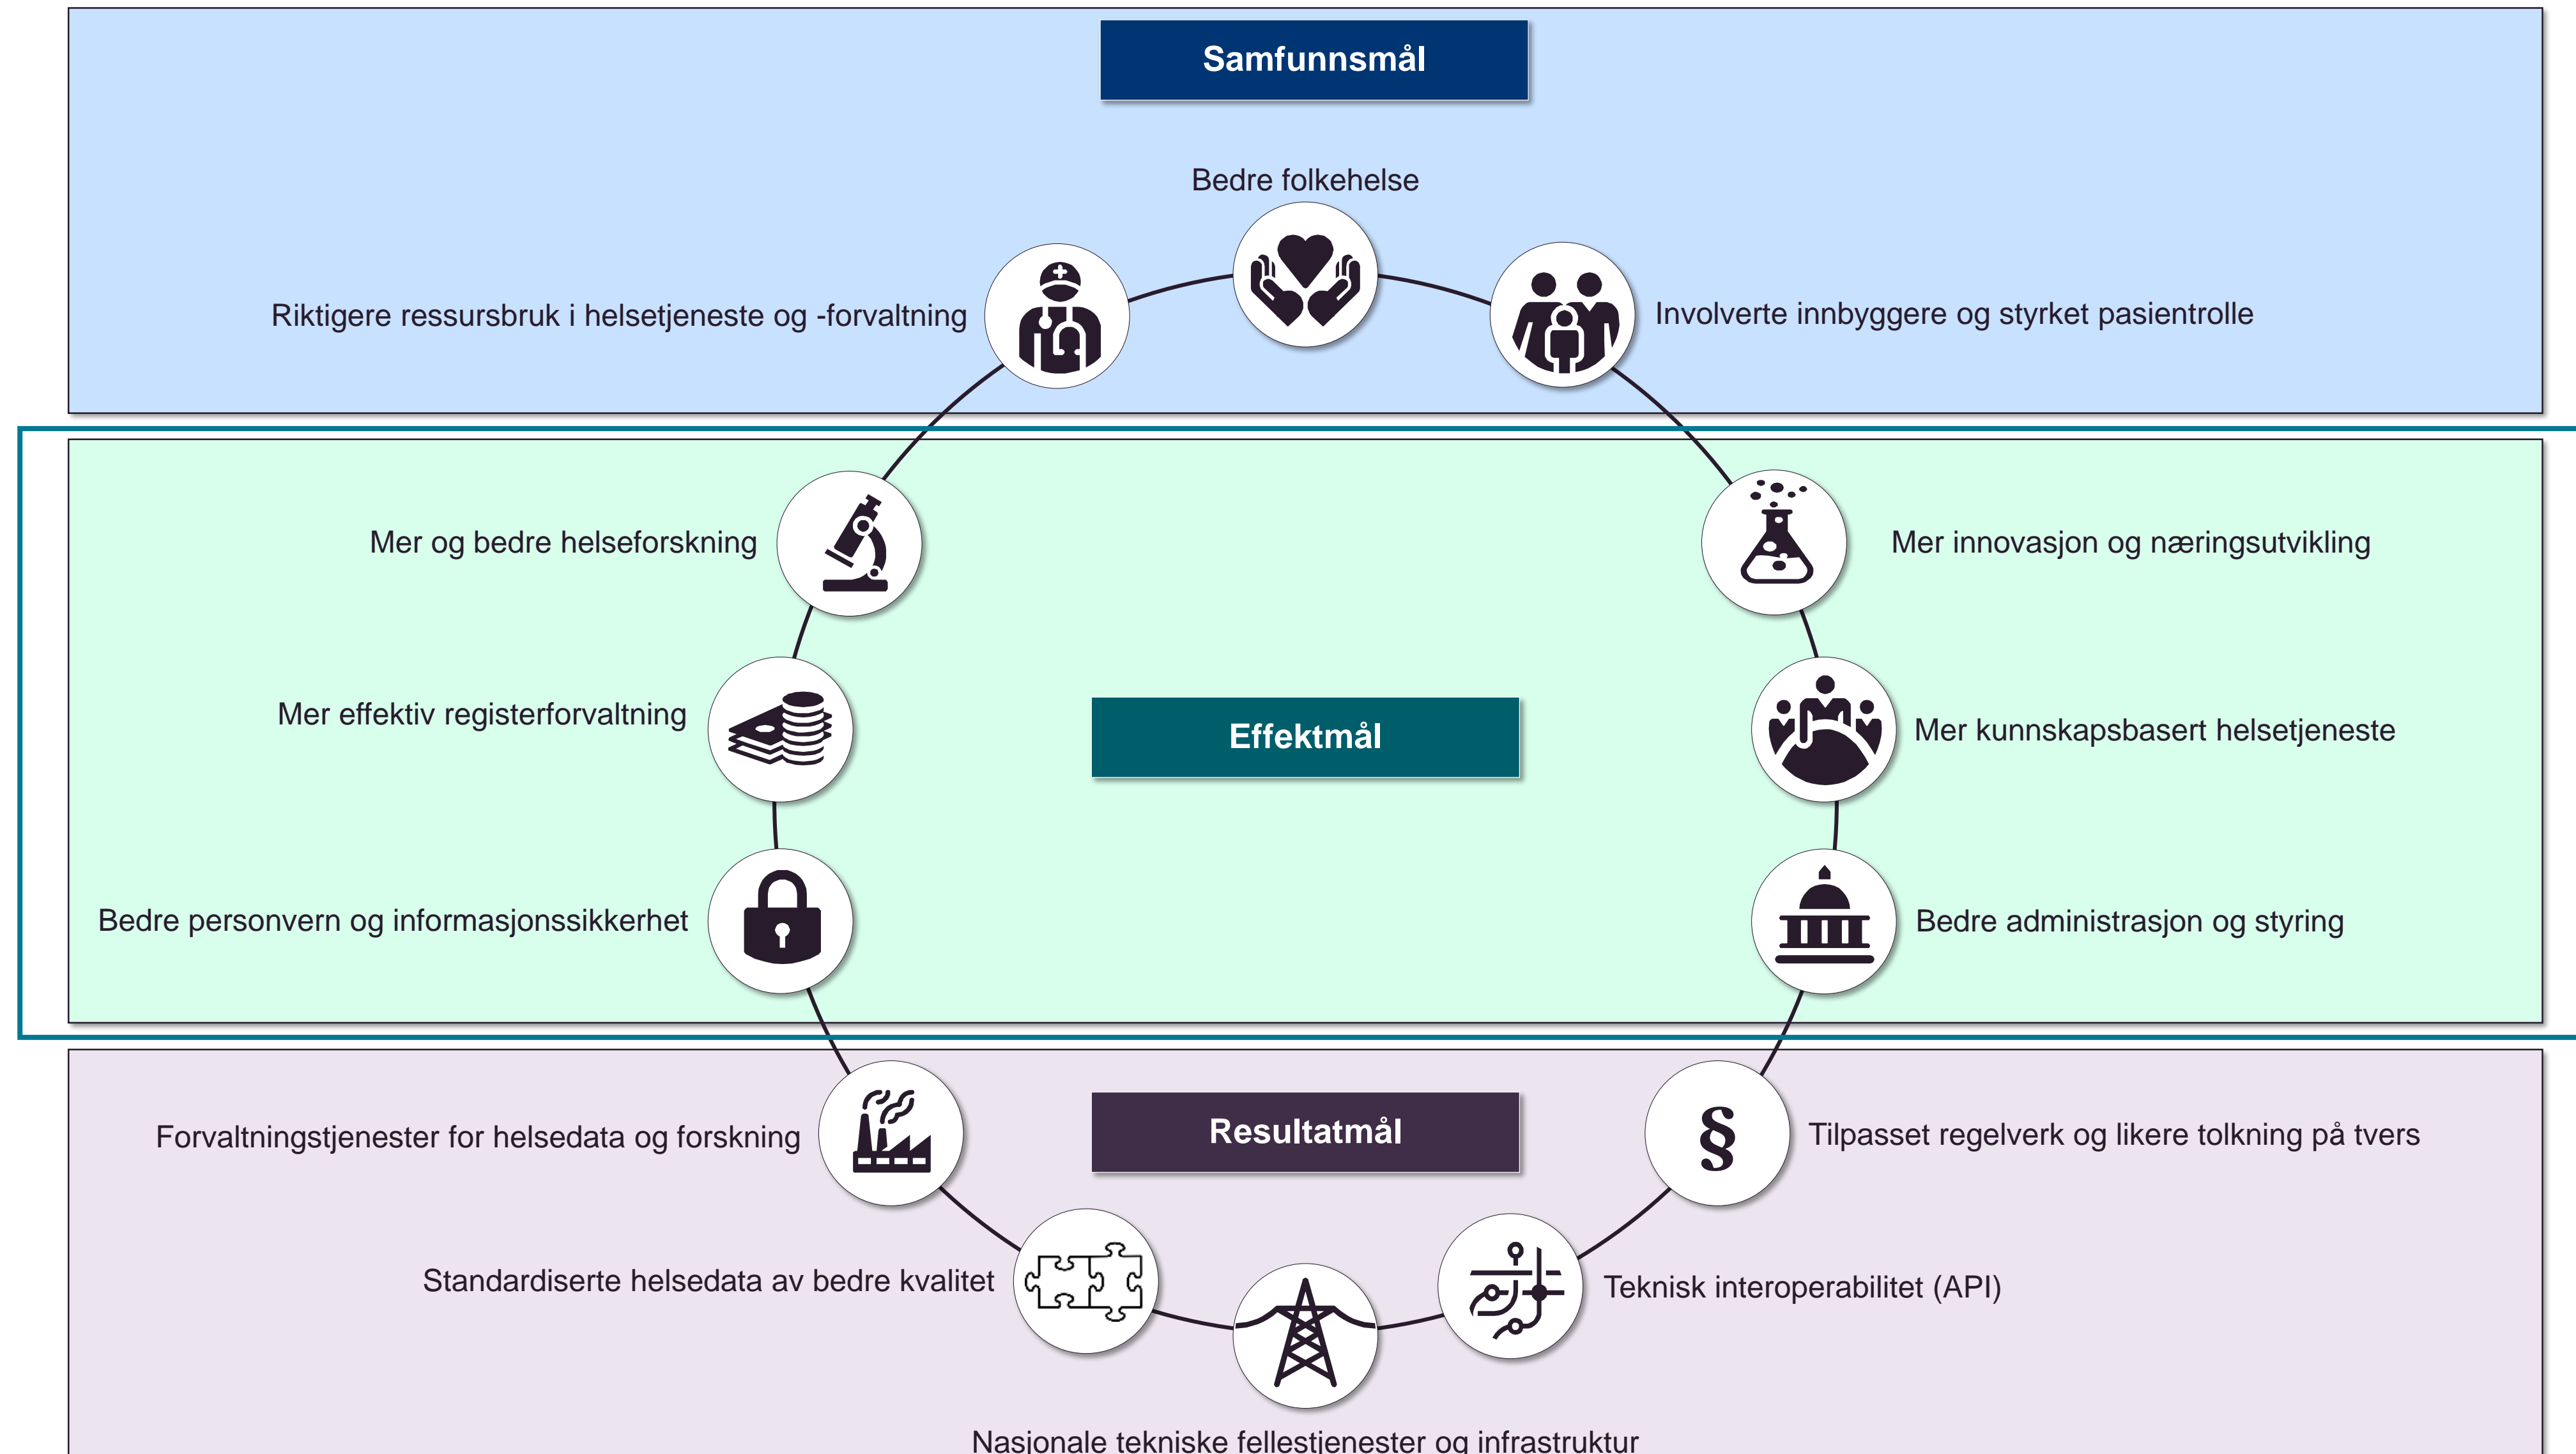 Samfunnsmål
Bedre folkehelse
Riktigere ressursbruk i helsetjeneste og -forvaltning
Involverte innbyggere og styrket pasientrolle
Mer og bedre helseforskning
Mer innovasjon og næringsutvikling
Mer effektiv registerforvaltning
Effektmål
Mer kunnskapsbasert helsetjeneste
Bedre personvern og informasjonssikkerhet
Bedre administrasjon og styring
Resultatmål
Forvaltningstjenester for helsedata og forskning
§
Tilpasset regelverk og likere tolkning på tvers
Standardiserte helsedata av bedre kvalitet
Teknisk interoperabilitet (API)
Nasjonale tekniske fellestjenester og infrastruktur